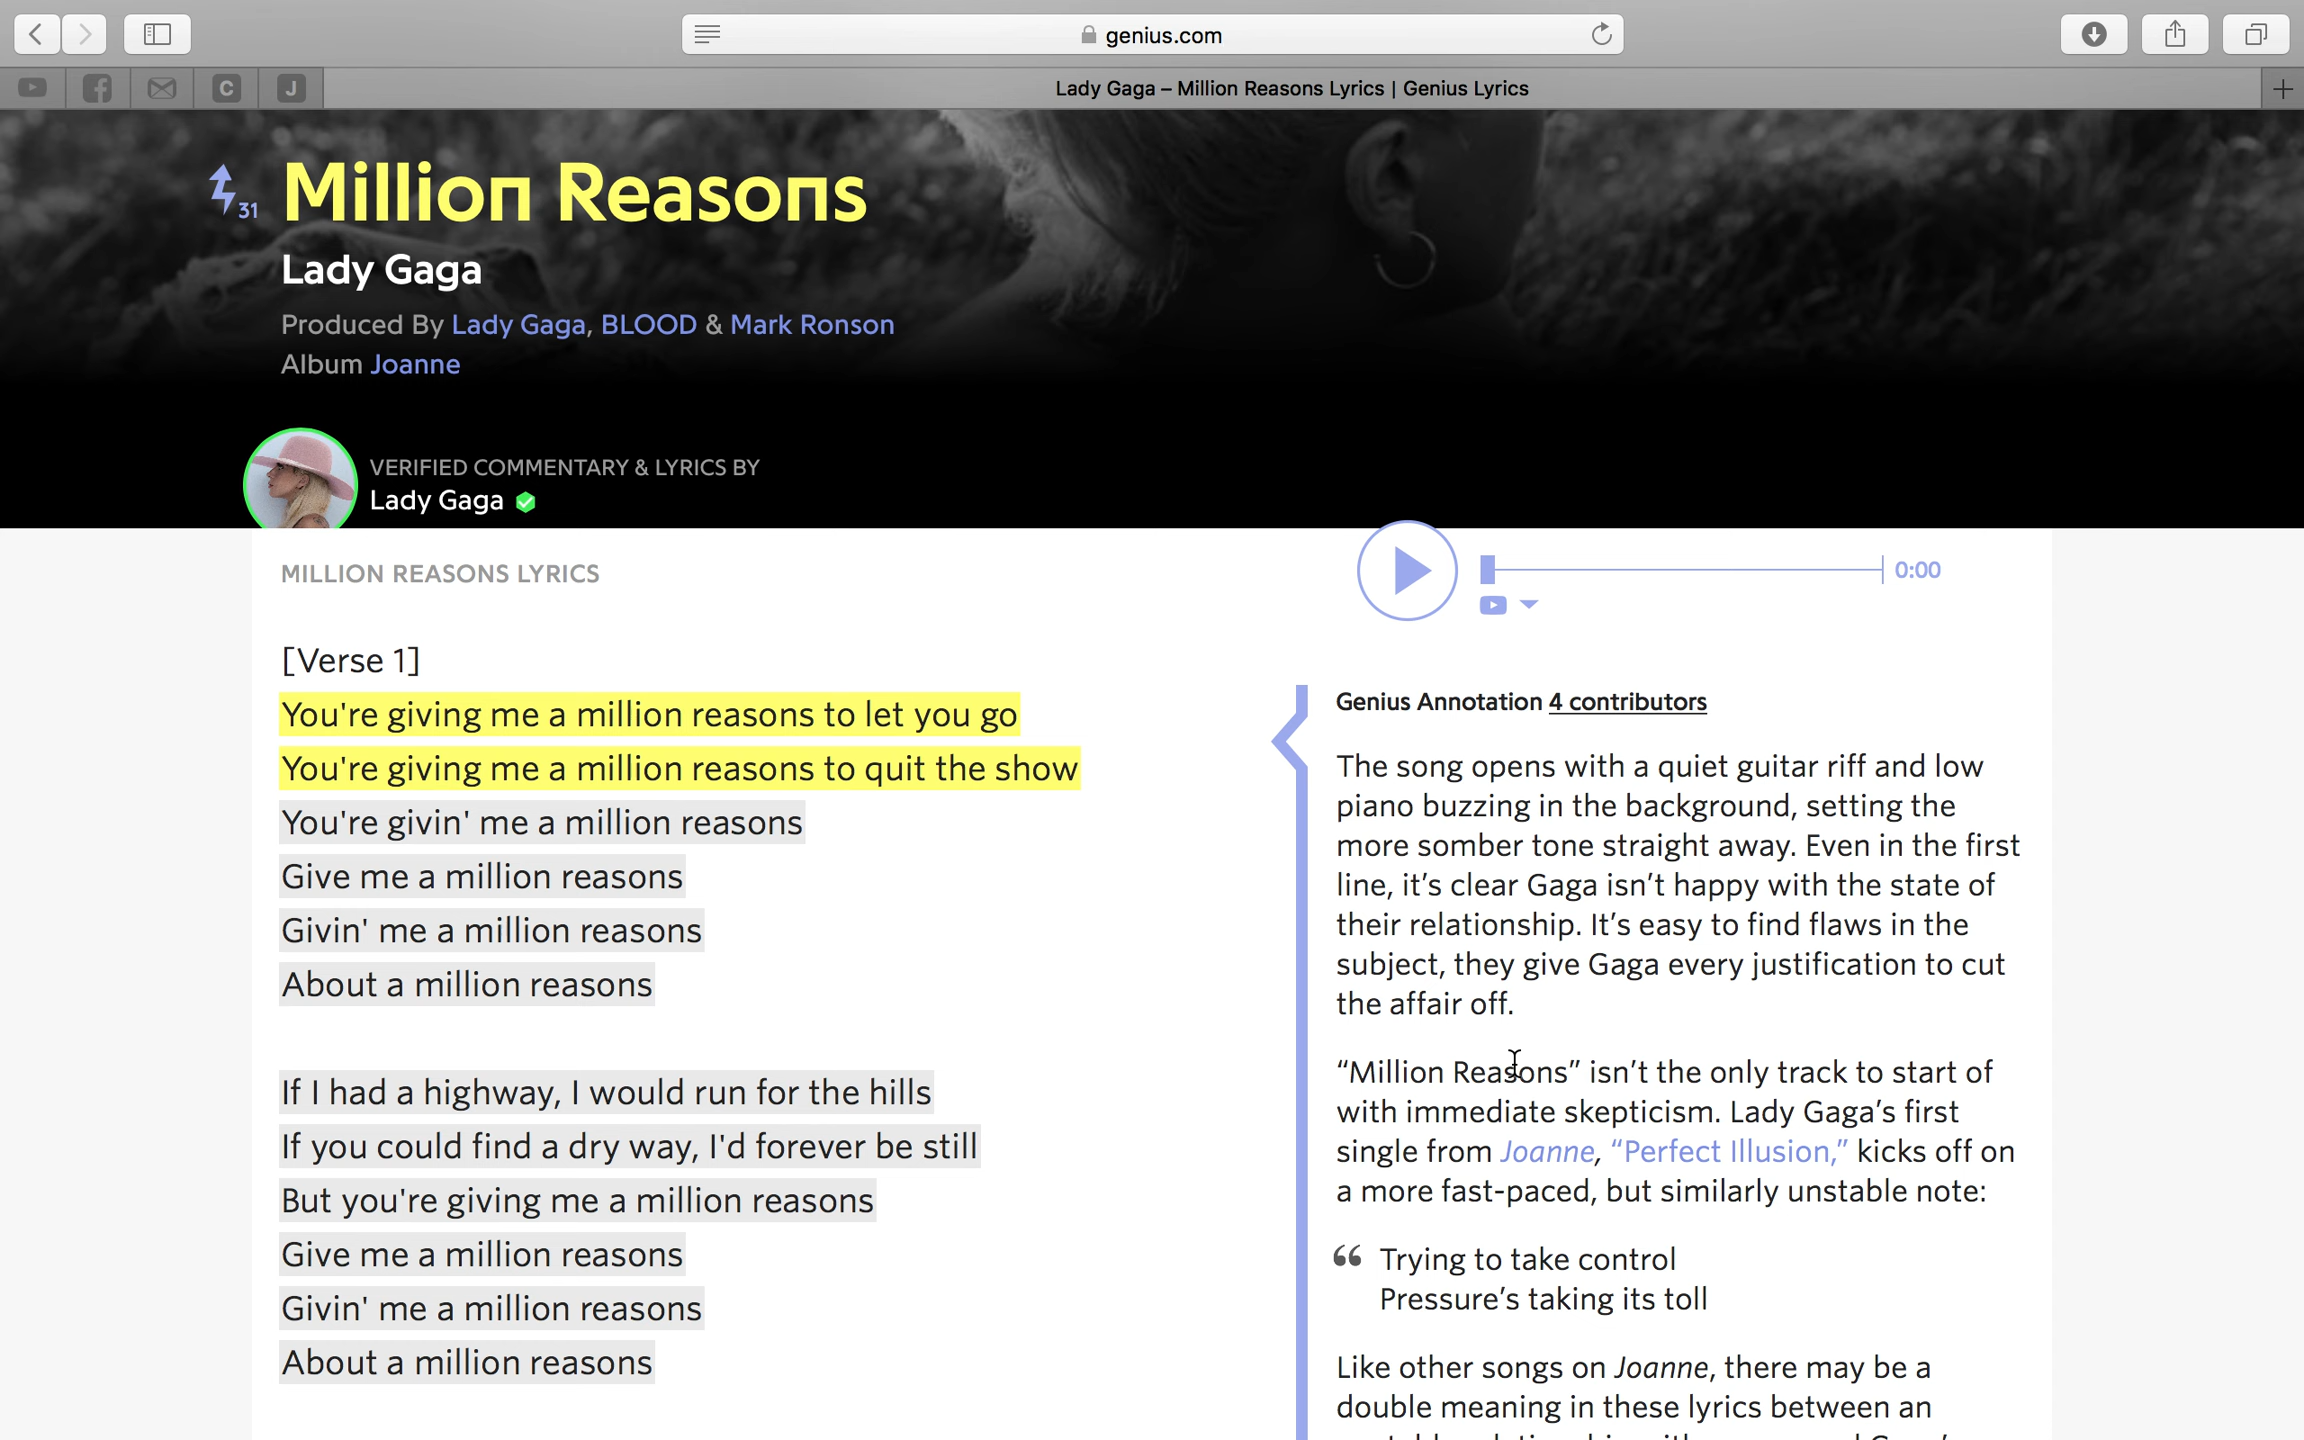 genius.com
C
J
Lady Gaga – Million Reasons Lyrics | Genius Lyrics
31
Million Reasons
Lady Gaga
Produced By Lady Gaga, BLOOD & Mark Ronson
Album Joanne
VERIFIED COMMENTARY & LYRICS BY
Lady Gaga
MILLION REASONS LYRICS
0:00
[Verse 1]
You're giving me a million reasons to let you go
You're giving me a million reasons to quit the show
You're givin' me a million reasons
Give me a million reasons
Givin' me a million reasons
About a million reasons
If I had a highway, I would run for the hills
If you could find a dry way, I'd forever be still
But you're giving me a million reasons
Give me a million reasons
Givin' me a million reasons
About a million reasons
Genius Annotation 4 contributors
The song opens with a quiet guitar riff and low
piano buzzing in the background, setting the
more somber tone straight away. Even in the first
line, it’s clear Gaga isn’t happy with the state of
their relationship. It’s easy to find flaws in the
subject, they give Gaga every justification to cut
the affair off.
“Million Reasons” isn’t the only track to start of
with immediate skepticism. Lady Gaga’s first
single from Joanne, “Perfect Illusion,” kicks off on
a more fast-paced, but similarly unstable note:
“ Trying to take control
Pressure’s taking its toll
Like other songs on Joanne, there may be a
double meaning in these lyrics between an